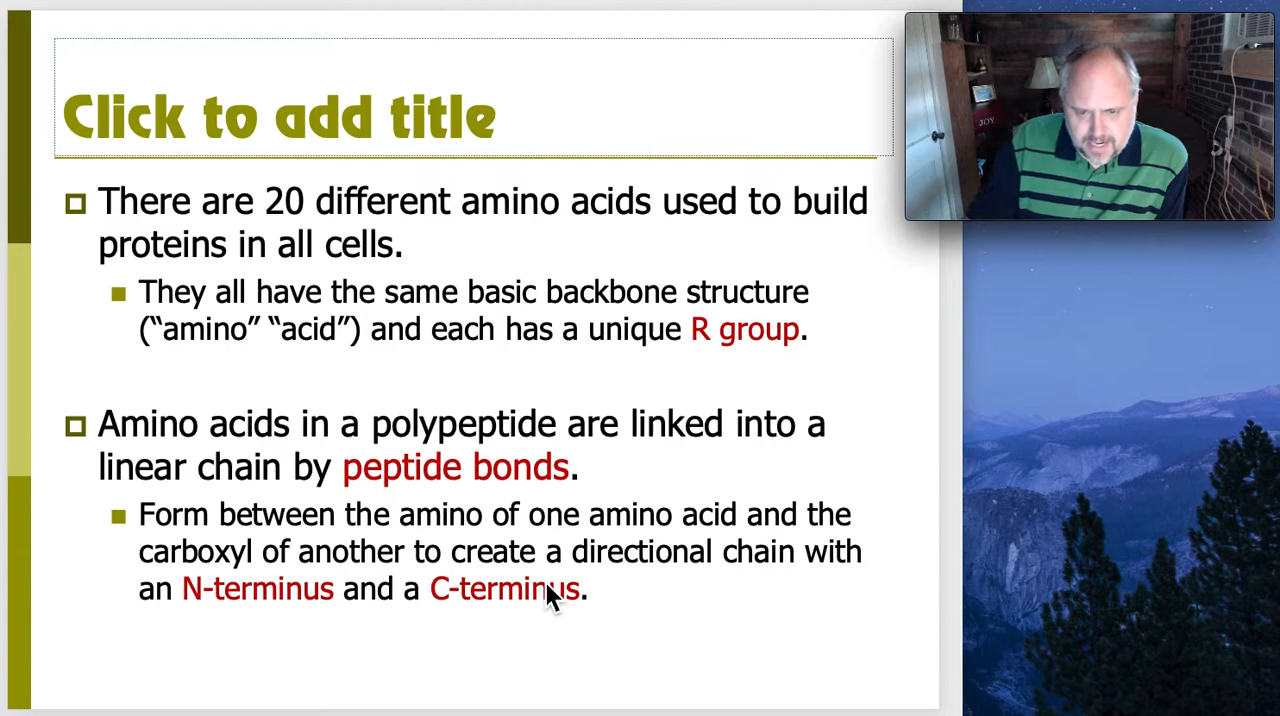 Click to add title
There are 20 different amino acids used to build
proteins in all cells.
They all have the same basic backbone structure
(“amino” “acid”) and each has a unique R group.
Amino acids in a polypeptide are linked into a
linear chain by peptide bonds.
Form between the amino of one amino acid and the
carboxyl of another to create a directional chain with
an N-terminus and a C-terminus.
JOY